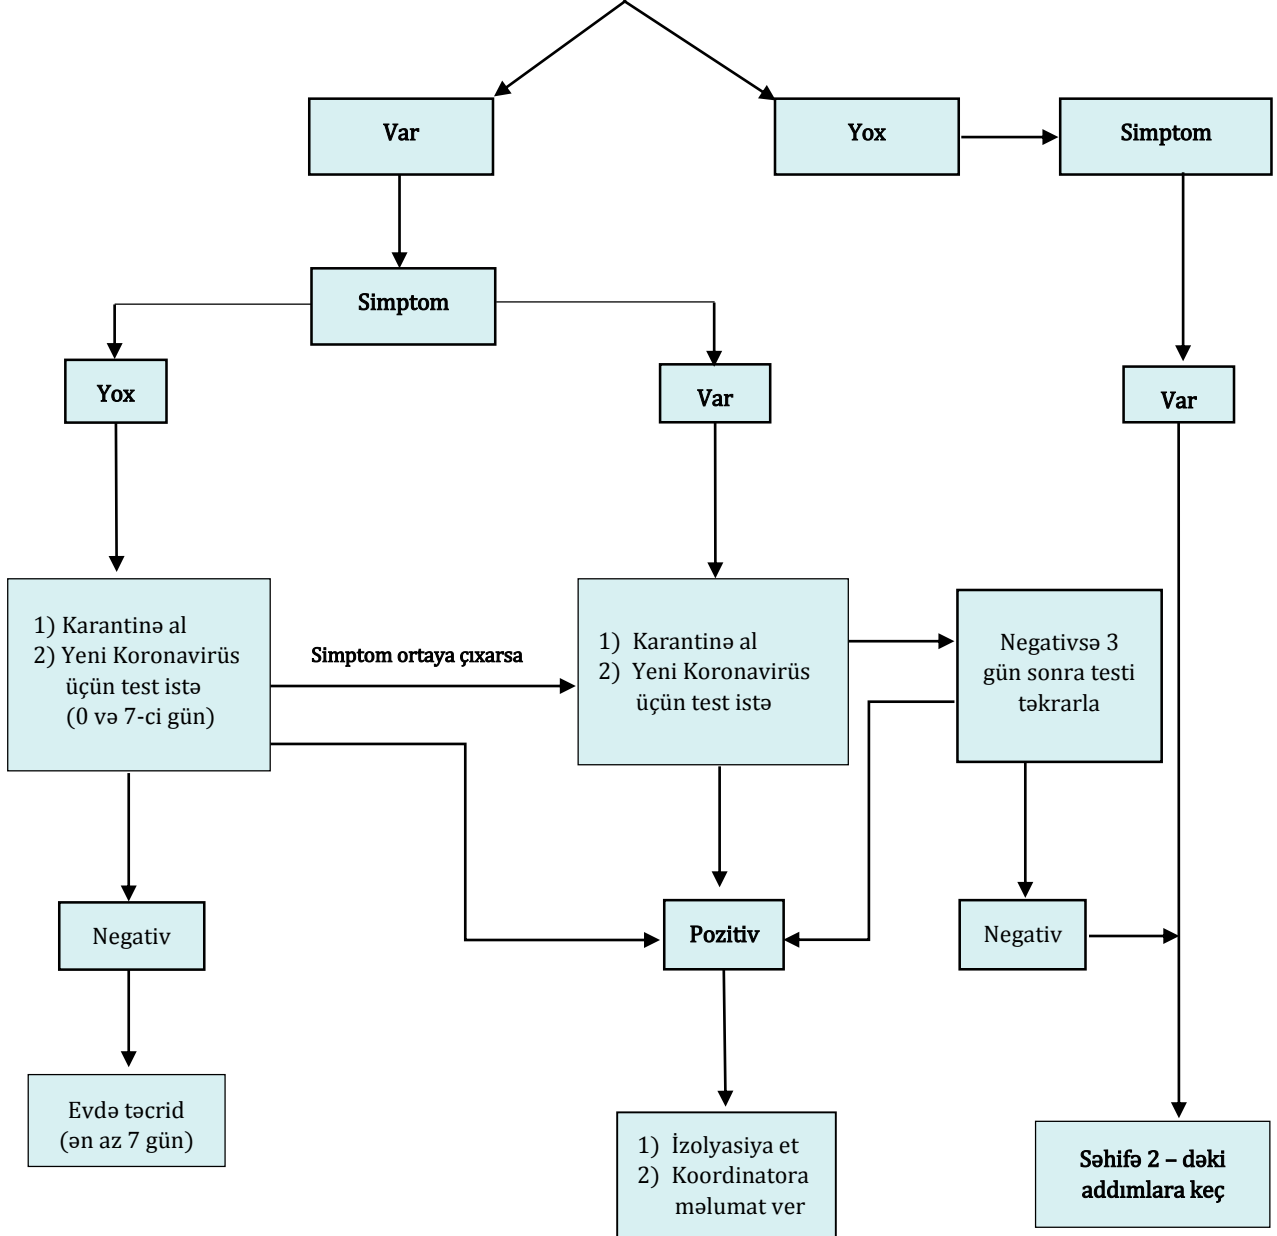 Var
Yox
Simptom
Simptom
Yox
Var
Var
1) Karantinə al
2) Yeni Koronavirüs
üçün test istə
(0 və 7-ci gün)
Simptom ortaya çıxarsa
1) Karantinə al
2) Yeni Koronavirüs
üçün test istə
Negativsə 3
gün sonra testi
təkrarla
Negativ
Pozitiv
Negativ
Evdə təcrid
(ən az 7 gün)
1) İzolyasiya et
2) Koordinatora
məlumat ver
Səhifə 2 – dəki
addımlara keç